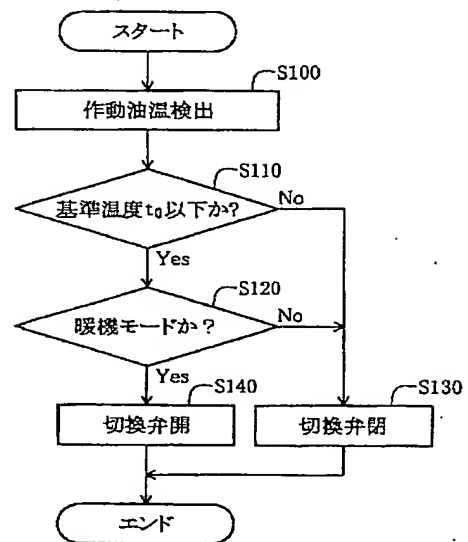 スタート
S100
作動油温検出
S110
基準温度t0以下か?
No
Yes
S120
暖機モードか?
No
Yes
S140
切換弁開
S130
切換弁閉
エンド